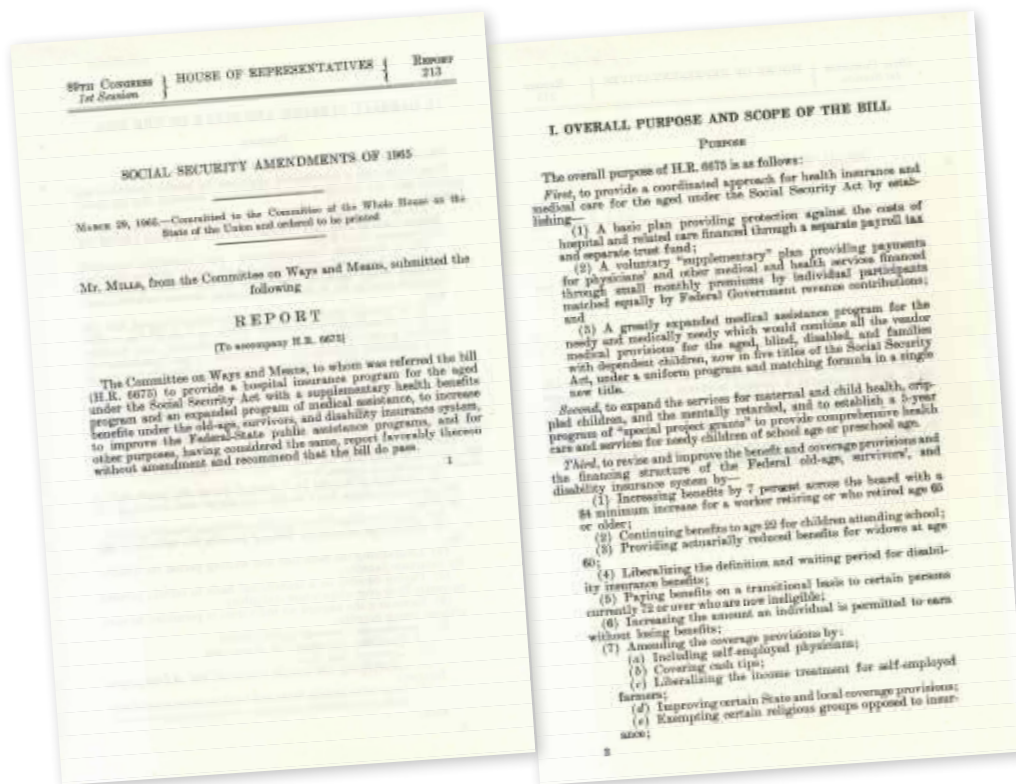 89TH CONGRESS
1st Session
HOUSE OF REPRESENTATIVES
REPORT
213
SOCIAL SECURITY AMENDMENTS OF 1965
MARCH 29, 1965.—Committed to the Committee of the Whole House on the
State of the Union and ordered to be printed
Mr. MILLS, from the Committee on Ways and Means, submitted the
following
REPORT
[To accompany H.R. 6675]
The Committee on Ways and Means, to whom was referred the bill
(H.R. 6675) to provide a hospital insurance program for the aged
under the Social Security Act with a supplementary health benefits
program and an expanded program of medical assistance, to increase
benefits under the old-age, survivors, and disability insurance system,
to improve the Federal-State public assistance programs, and for
other purposes, having considered the same, report favorably thereon
without amendment and recommend that the bill do pass.
1
I. OVERALL PURPOSE AND SCOPE OF THE BILL
PURPOSE
The overall purpose of H.R. 6675 is as follows:
First, to provide a coordinated approach for health insurance and
medical care for the aged under the Social Security Act by estab-
lishing—
(1) A basic plan providing protection against the costs of
hospital and related care financed through a separate payroll tax
and separate trust fund;
(2) A voluntary "supplementary" plan providing payments
for physicians' and other medical and health services financed
through small monthly premiums by individual participants
matched equally by Federal Government revenue contributions;
and
(3) A greatly expanded medical assistance program for the
needy and medically needy which would combine all the vendor
medical provisions for the aged, blind, disabled, and families
with dependent children, now in five titles of the Social Security
Act, under a uniform program and matching formula in a single
new title.
Second, to expand the services for maternal and child health, crip-
pled children, and the mentally retarded, and to establish a 5-year
program of "special project grants" to provide comprehensive health
care and services for needy children of school age or preschool age.
Third, to revise and improve the benefit and coverage provisions and
the financing structure of the Federal old-age, survivors', and
disability insurance system by—
(1) Increasing benefits by 7 percent across the board with a
$4 minimum increase for a worker retiring or who retired age 65
or older;
(2) Continuing benefits to age 22 for children attending school;
(3) Providing actuarially reduced benefits for widows at age
60;
(4) Liberalizing the definition and waiting period for disabil-
ity insurance benefits;
(5) Paying benefits on a transitional basis to certain persons
currently 72 or over who are now ineligible;
(6) Increasing the amount an individual is permitted to earn
without losing benefits;
(7) Amending the coverage provisions by:
(a) Including self-employed physicians;
(b) Covering cash tips;
(c) Liberalizing the income treatment for self-employed
farmers;
(d) Improving certain State and local coverage provisions;
(e) Exempting certain religious groups opposed to insur-
ance;
2